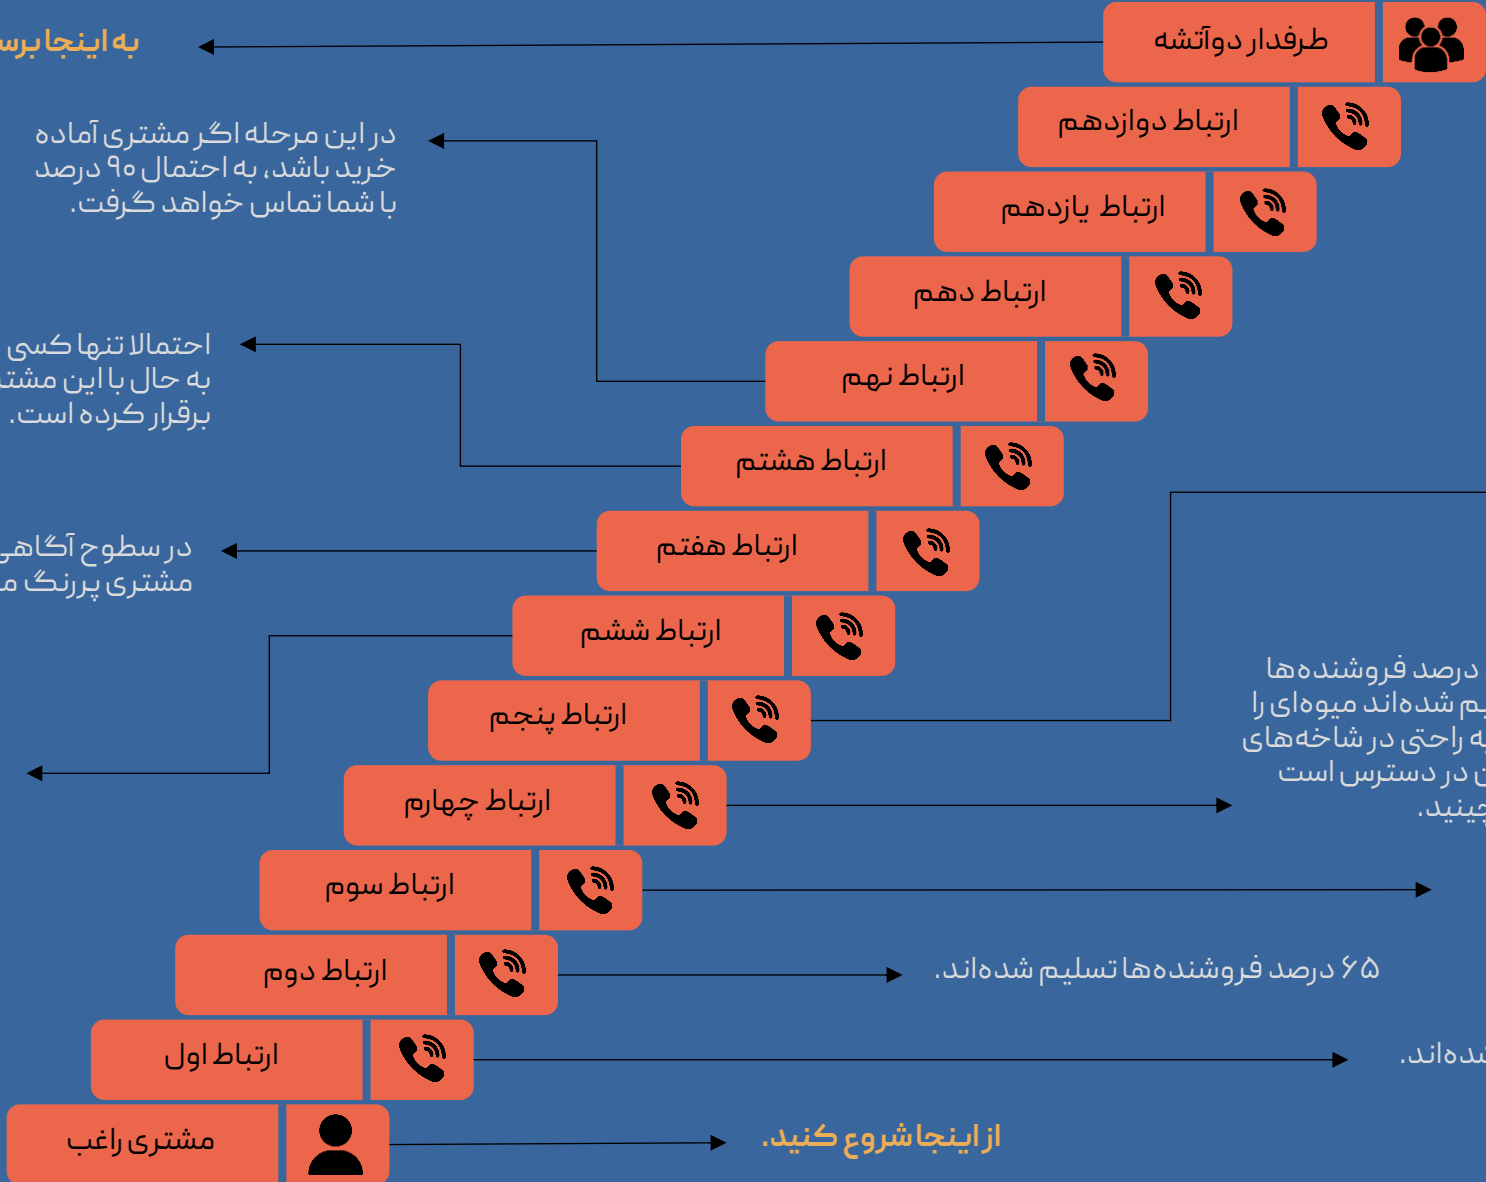 به اینجا
طرفدار دوآتشه
ارتباط دوازدهم
در این مرحله اگر مشتری آماده
خرید باشد، به احتمال ۹۰ درصد
با شما تماس خواهد گرفت.
ارتباط یازدهم
ارتباط دهم
احتمالا تنها کسی
به حال با این
برقرار کرده است.
ارتباط نهم
ارتباط هشتم
در سطوح آگاهی
مشتری پررنگ
ارتباط هفتم
ارتباط ششم
درصد فروشنده‌ها
شده‌اند میوه‌ای را
راحتی در شاخه‌های
در دسترس است
ارتباط پنجم
ارتباط چهارم
ارتباط سوم
ارتباط دوم
۶۵ درصد فروشنده‌ها تسلیم شده‌اند.
ارتباط اول
شده‌اند.
مشتری راغب
از اینجا شروع کنید.